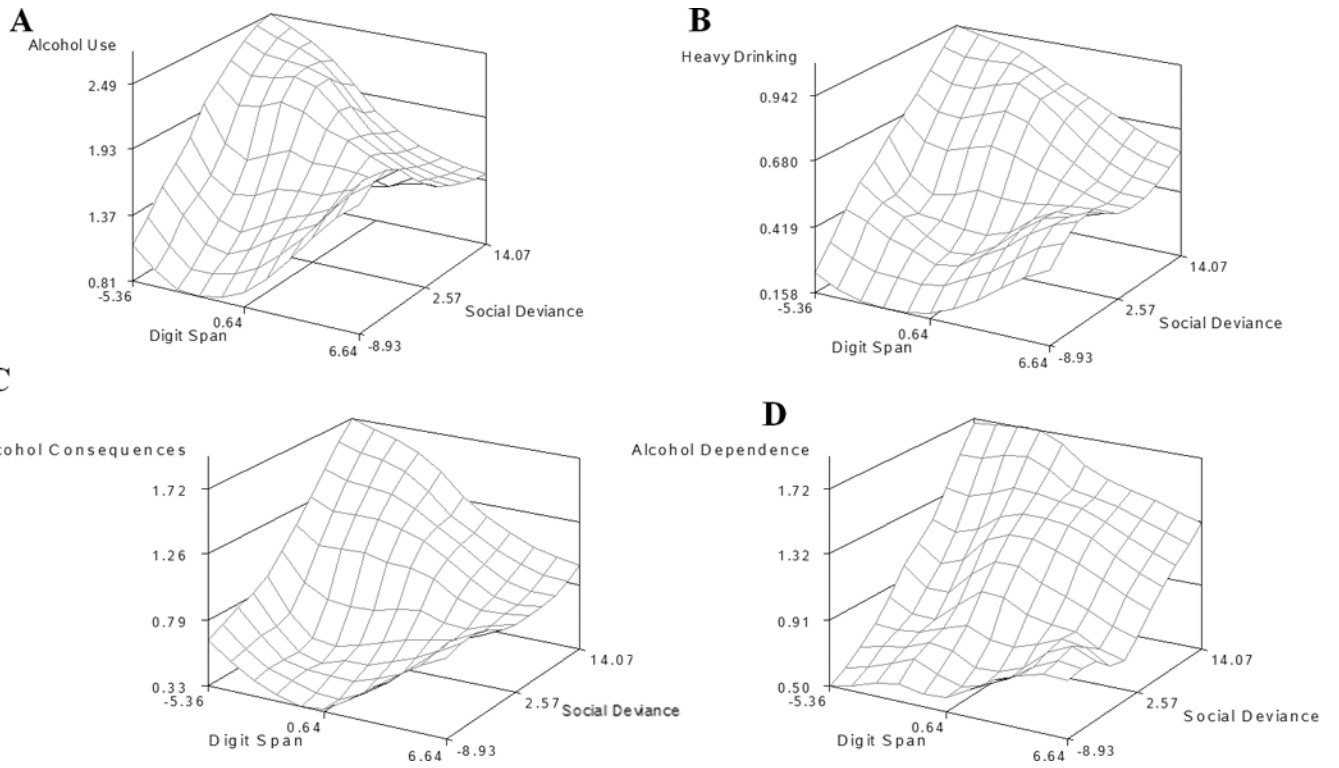 A
Alcohol Use
2.49
1.93
1.37
0.81
-5.36
0.64
6.64
Digit Span
-8.93
2.57
14.07
Social Deviance
B
Heavy Drinking
0.942
0.680
0.419
0.158
-5.36
0.64
6.64
Digit Span
-8.93
2.57
14.07
Social Deviance
C
cohol Consequences
1.72
1.26
0.79
0.33
-5.36
0.64
6.64
Digit Span
-8.93
2.57
14.07
Social Deviance
D
Alcohol Dependence
1.72
1.32
0.91
0.50
-5.36
0.64
6.64
Digit Span
-8.93
2.57
14.07
Social Deviance